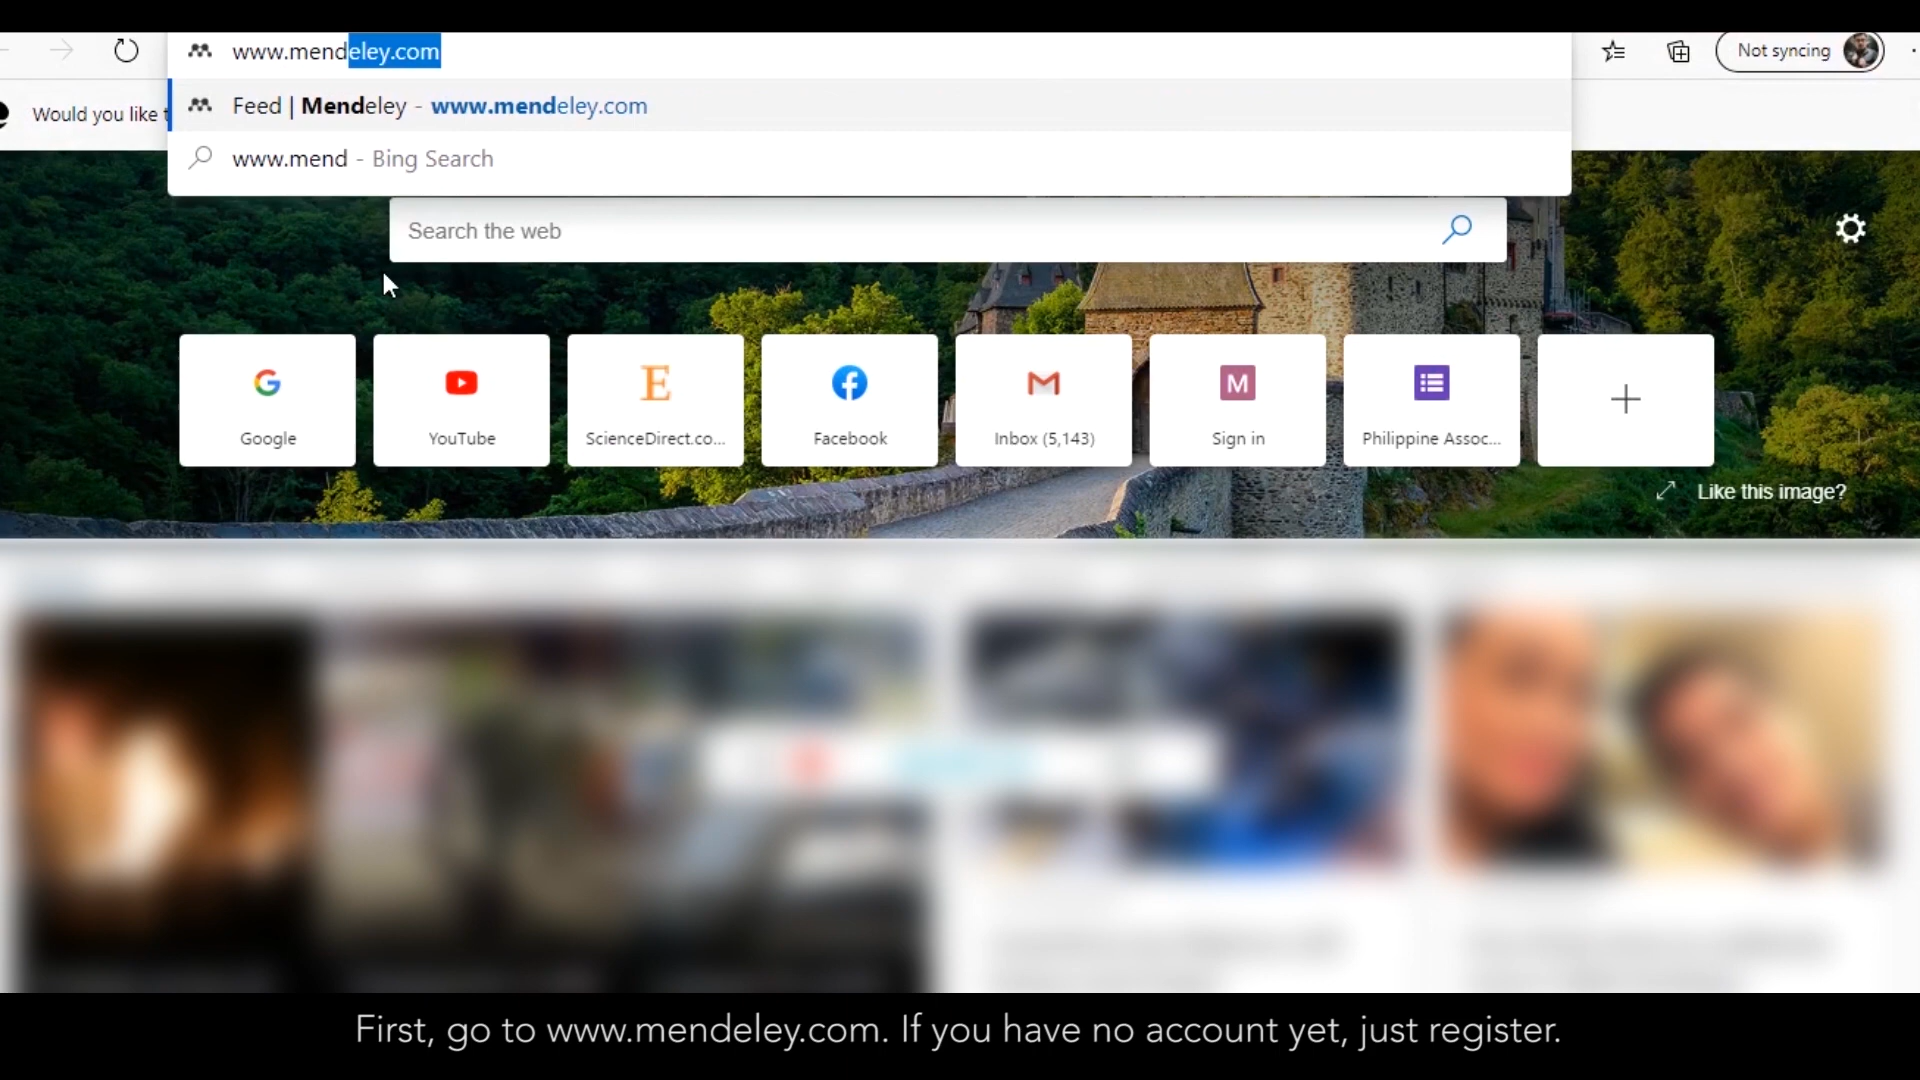 www.mendeley.com
Not syncing
Feed | Mendeley - www.mendeley.com
Would you like t
www.mend - Bing Search
Search the web
Google
YouTube
E
ScienceDirect.co...
Facebook
Inbox (5,143)
M
Sign in
Philippine Assoc...
Like this image?
First, go to www.mendeley.com. If you have no account yet, just register.